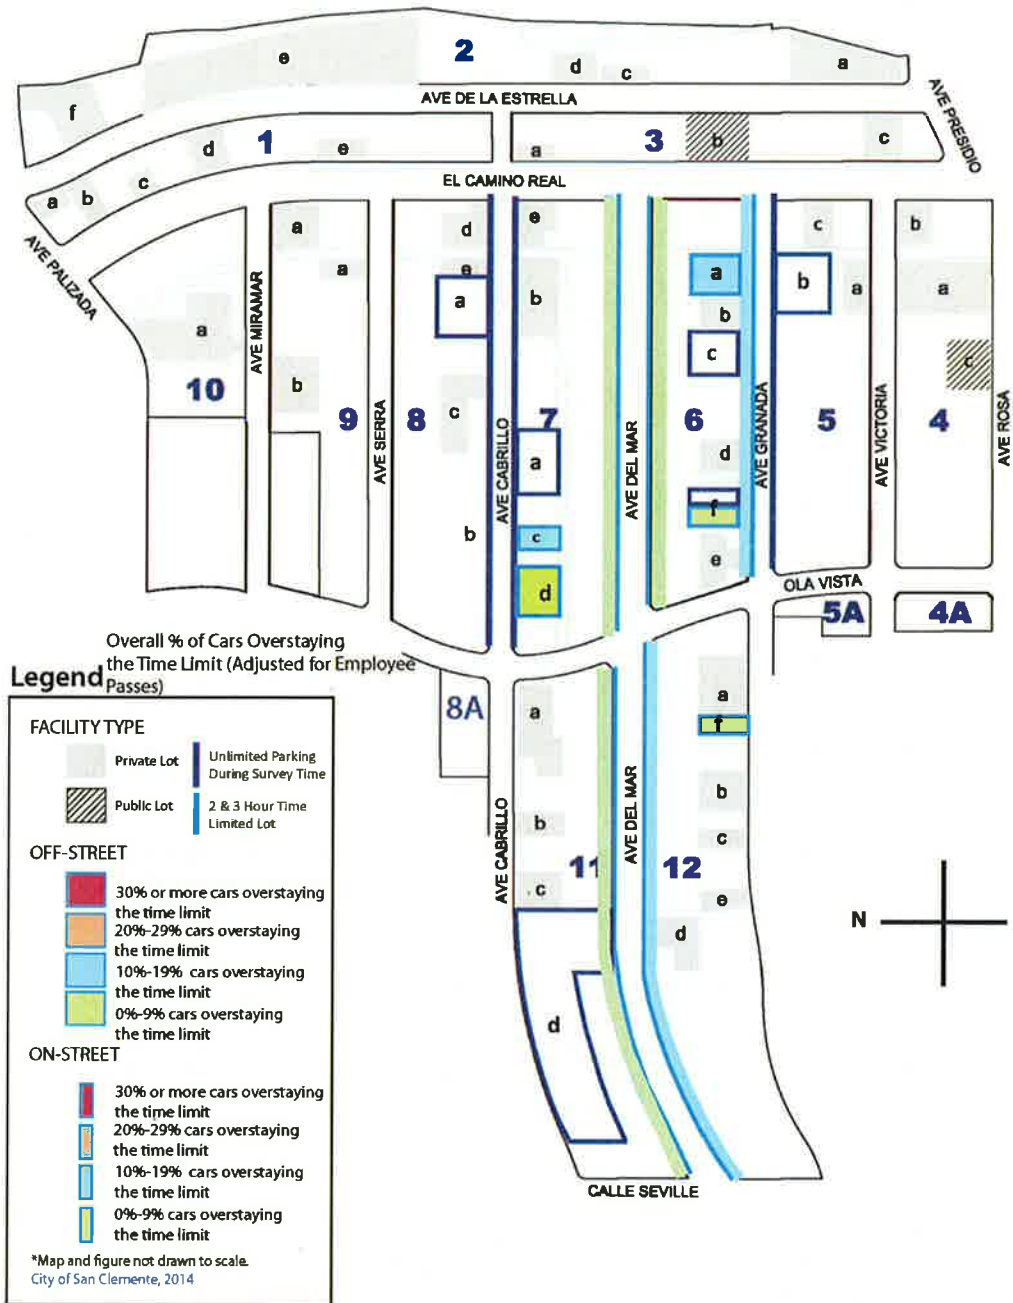 2
e
d
c
a
f
AVE DE LA ESTRELLA
AVE PRESIDIO
1
d
e
a
b
c
3
a
b
c
EL CAMINO REAL
AVE PALIZADA
10
a
AVE MIRAMAR
9
a
a
b
AVE SERRA
8
d
e
a
c
b
AVE CABRILLO
7
e
b
a
c
d
AVE DEL MAR
6
a
b
c
d
f
e
AVE GRANADA
5
c
b
a
AVE VICTORIA
4
b
a
c
AVE ROSA
OLA VISTA
5A
4A
8A
AVE CABRILLO
11
a
b
c
d
AVE DEL MAR
12
a
f
b
c
e
d
CALLE SEVILLE
N
Overall % of Cars Overstaying
the Time Limit (Adjusted for Employee
Passes)
Legend
FACILITY TYPE
Private Lot
Unlimited Parking
During Survey Time
Public Lot
2 & 3 Hour Time
Limited Lot
OFF-STREET
30% or more cars overstaying
the time limit
20%-29% cars overstaying
the time limit
10%-19% cars overstaying
the time limit
0%-9% cars overstaying
the time limit
ON-STREET
30% or more cars overstaying
the time limit
20%-29% cars overstaying
the time limit
10%-19% cars overstaying
the time limit
0%-9% cars overstaying
the time limit
*Map and figure not drawn to scale.
City of San Clemente, 2014